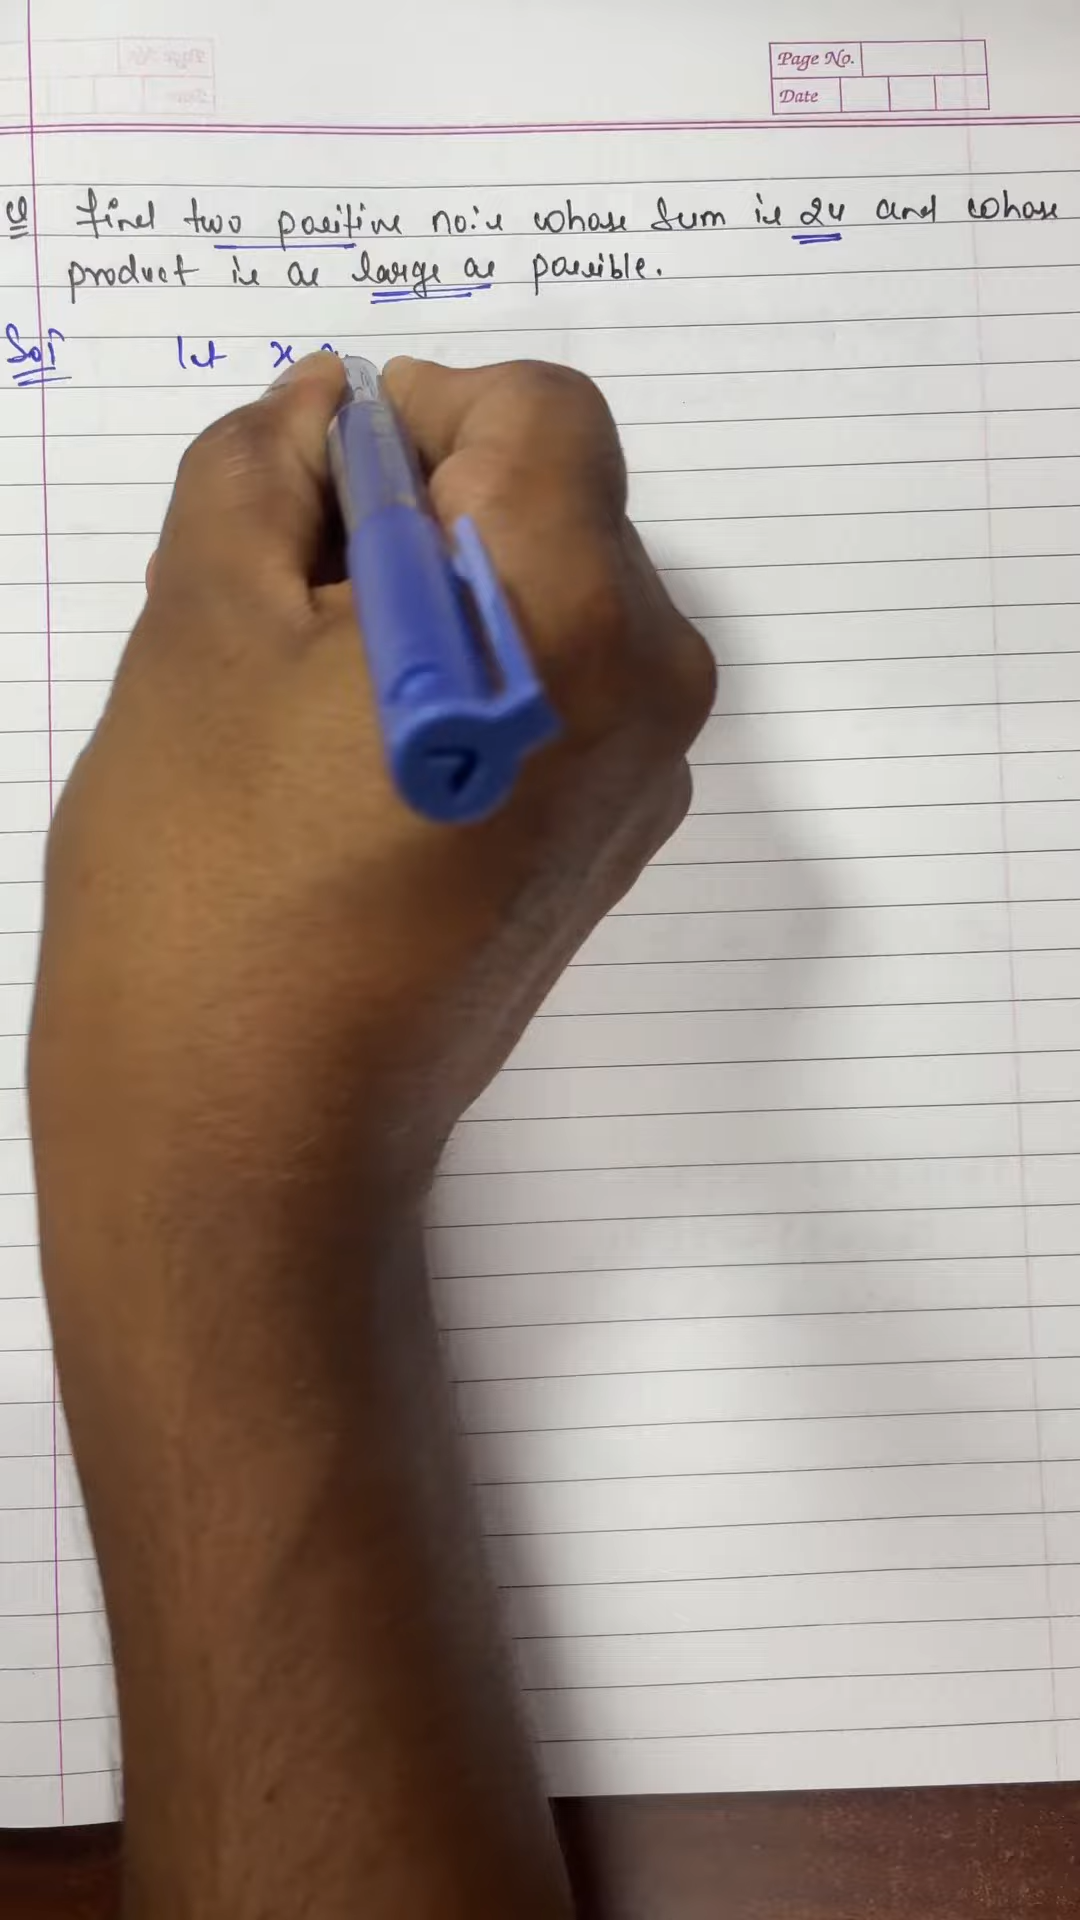 Page No.
Date
Q find two positive no:s whose sum is 24 and whose
product is as large as possible.
Sol let x